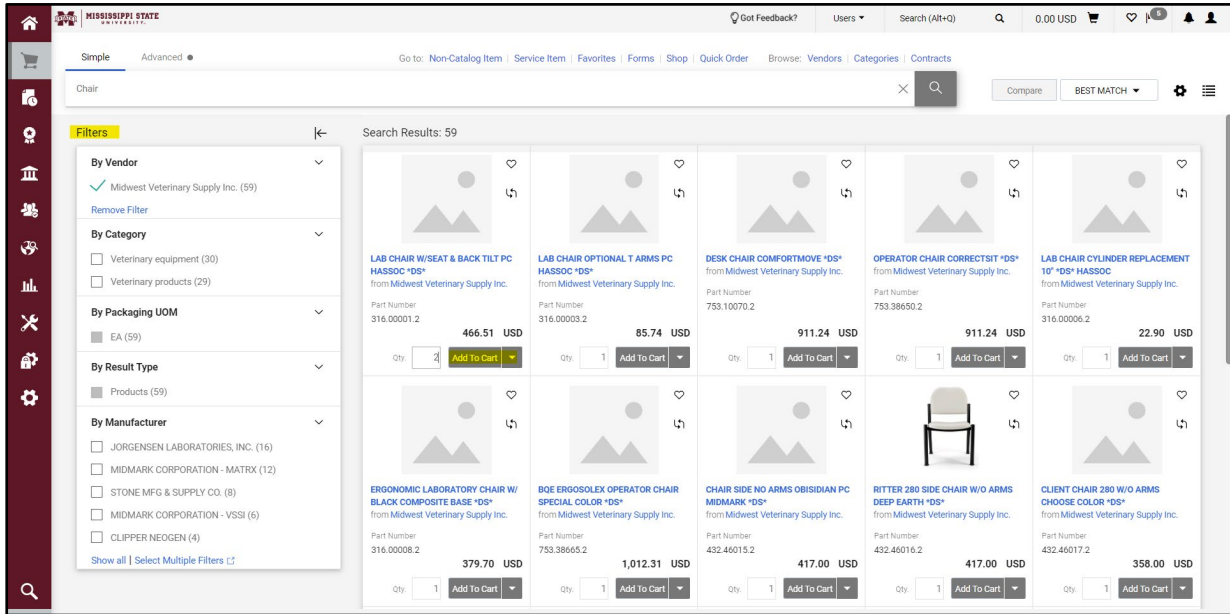 MISSISSIPPI STATE
UNIVERSITY.
Got Feedback?
Users
Search (Alt+Q)
0.00 USD
5
Simple
Advanced
Go to: Non-Catalog Item | Service Item | Favorites | Forms | Shop | Quick Order Browse: Vendors | Categories | Contracts
Chair
Compare
BEST MATCH
Filters
Search Results: 59
By Vendor
Midwest Veterinary Supply Inc. (59)
Remove Filter
By Category
Veterinary equipment (30)
Veterinary products (29)
By Packaging UOM
EA (59)
By Result Type
Products (59)
By Manufacturer
JORGENSEN LABORATORIES, INC. (16)
MIDMARK CORPORATION - MATRX (12)
STONE MFG & SUPPLY CO. (8)
MIDMARK CORPORATION - VSSI (6)
CLIPPER NEOGEN (4)
Show all | Select Multiple Filters
LAB CHAIR W/SEAT & BACK TILT PC
HASSOC *DS*
from Midwest Veterinary Supply Inc.
Part Number
316.00001.2
466.51 USD
Qty. 2 Add To Cart
LAB CHAIR OPTIONAL T ARMS PC
HASSOC *DS*
from Midwest Veterinary Supply Inc.
Part Number
316.00003.2
85.74 USD
Qty. 1 Add To Cart
DESK CHAIR COMFORTMOVE *DS*
from Midwest Veterinary Supply Inc.
Part Number
753.10070.2
911.24 USD
Qty. 1 Add To Cart
OPERATOR CHAIR CORRECTSIT *DS*
from Midwest Veterinary Supply Inc.
Part Number
753.38650.2
911.24 USD
Qty. 1 Add To Cart
LAB CHAIR CYLINDER REPLACEMENT
10" *DS* HASSOC
from Midwest Veterinary Supply Inc.
Part Number
316.00006.2
22.90 USD
Qty. 1 Add To Cart
ERGONOMIC LABORATORY CHAIR W/
BLACK COMPOSITE BASE *DS*
from Midwest Veterinary Supply Inc.
Part Number
316.00008.2
379.70 USD
Qty. 1 Add To Cart
BQE ERGOSOLEX OPERATOR CHAIR
SPECIAL COLOR *DS*
from Midwest Veterinary Supply Inc.
Part Number
753.38665.2
1,012.31 USD
Qty. 1 Add To Cart
CHAIR SIDE NO ARMS OBISIDIAN PC
MIDMARK *DS*
from Midwest Veterinary Supply Inc.
Part Number
432.46015.2
417.00 USD
Qty. 1 Add To Cart
RITTER 280 SIDE CHAIR W/O ARMS
DEEP EARTH *DS*
from Midwest Veterinary Supply Inc.
Part Number
432.46016.2
417.00 USD
Qty. 1 Add To Cart
CLIENT CHAIR 280 W/O ARMS
CHOOSE COLOR *DS*
from Midwest Veterinary Supply Inc.
Part Number
432.46017.2
358.00 USD
Qty. 1 Add To Cart